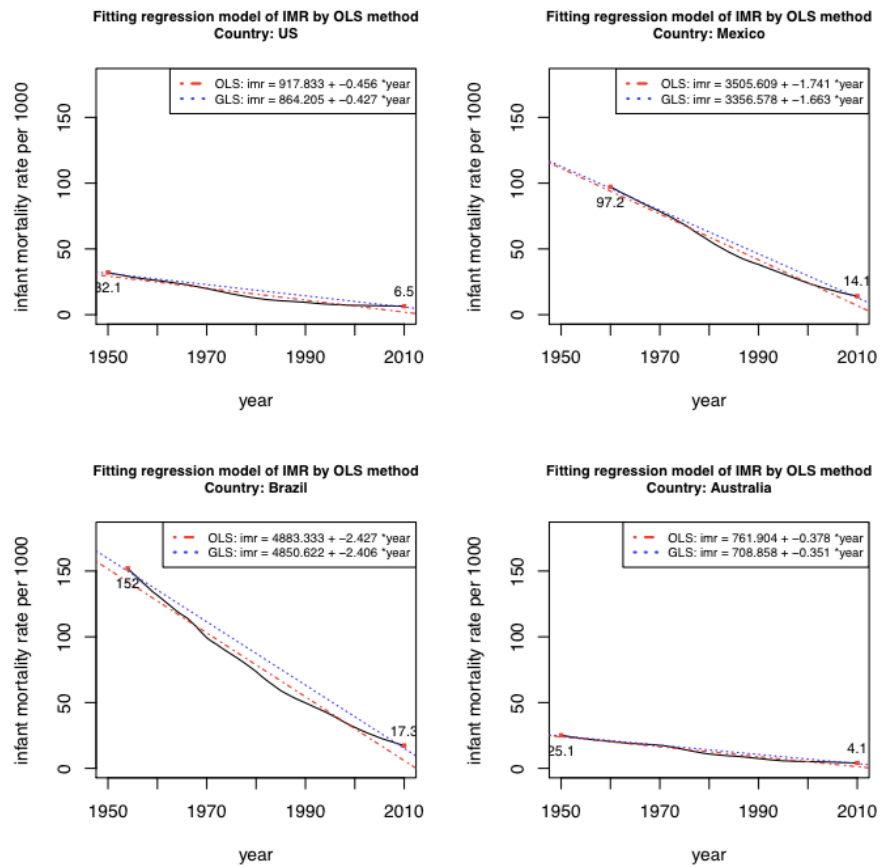 Fitting regression model of IMR by OLS method
Country: US
OLS: imr = 917.833 + −0.456 *year
GLS: imr = 864.205 + −0.427 *year
infant mortality rate per 1000
150
100
50
0
32.1
6.5
1950
1970
1990
2010
year
Fitting regression model of IMR by OLS method
Country: Mexico
OLS: imr = 3505.609 + −1.741 *year
GLS: imr = 3356.578 + −1.663 *year
infant mortality rate per 1000
150
100
50
0
97.2
14.1
1950
1970
1990
2010
year
Fitting regression model of IMR by OLS method
Country: Brazil
OLS: imr = 4883.333 + −2.427 *year
GLS: imr = 4850.622 + −2.406 *year
infant mortality rate per 1000
150
100
50
0
152
17.3
1950
1970
1990
2010
year
Fitting regression model of IMR by OLS method
Country: Australia
OLS: imr = 761.904 + −0.378 *year
GLS: imr = 708.858 + −0.351 *year
infant mortality rate per 1000
150
100
50
0
25.1
4.1
1950
1970
1990
2010
year